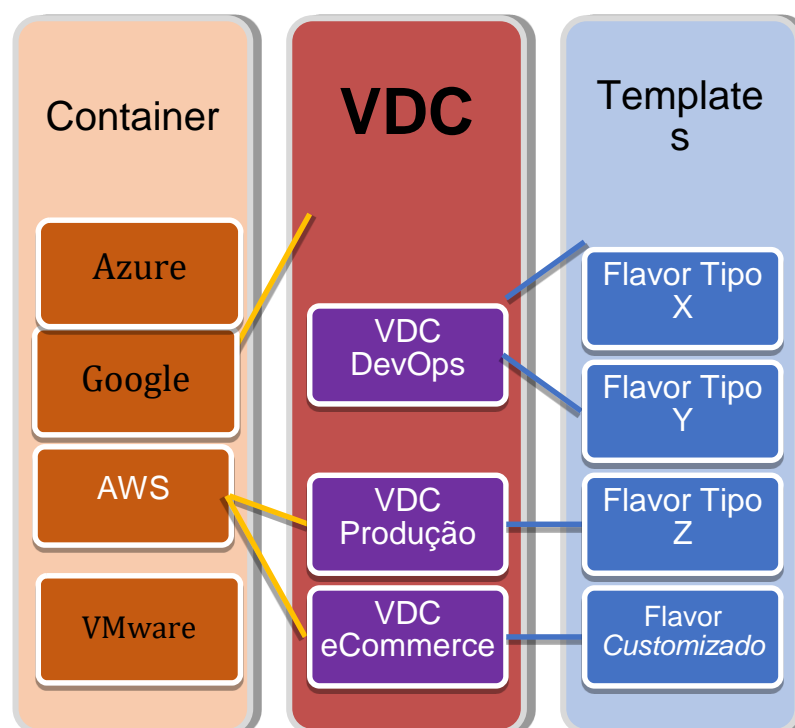 Container
Azure
Google
AWS
VMware
VDC
VDC
DevOps
VDC
Produção
VDC
eCommerce
Template
s
Flavor Tipo
X
Flavor Tipo
Y
Flavor Tipo
Z
Flavor
Customizado